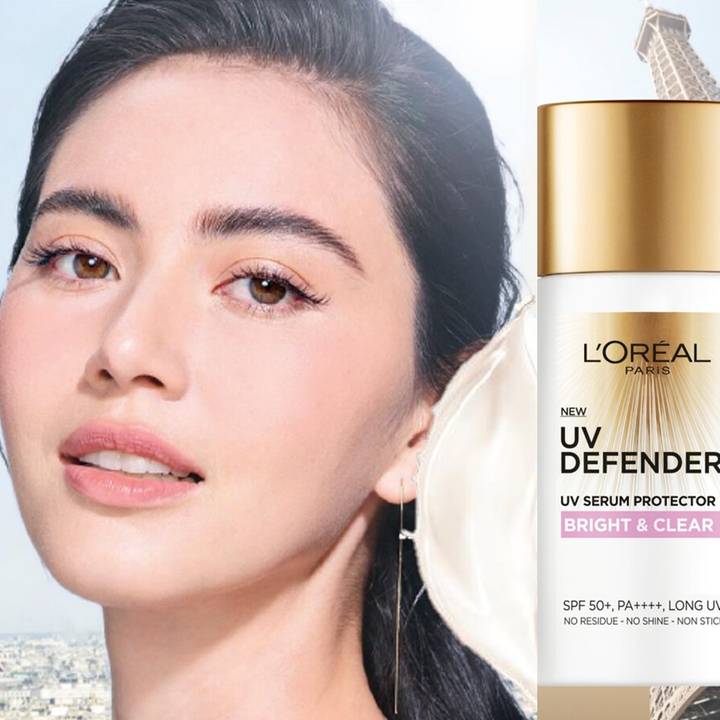 L'ORÉAL
PARIS
NEW
UV
DEFENDER
UV SERUM PROTECTOR
BRIGHT & CLEAR
SPF 50+, PA++++, LONG UV
NO RESIDUE - NO SHINE - NON STIC